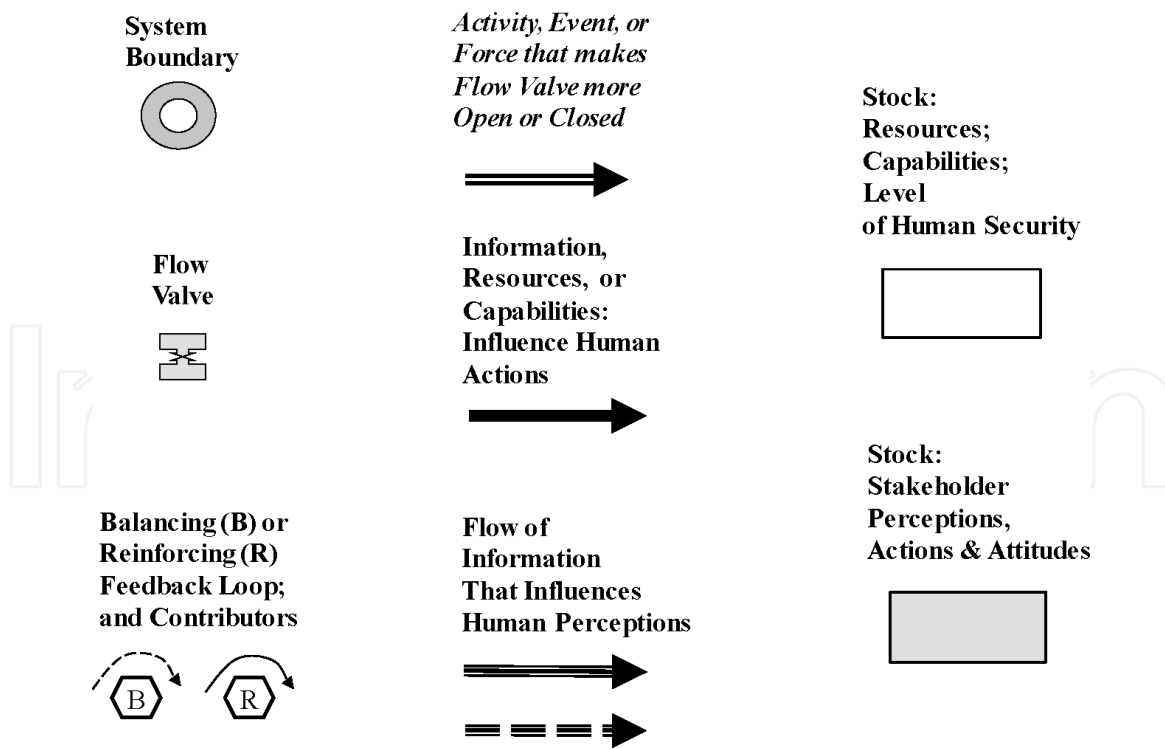 System
Boundary
Flow
Valve
Balancing (B) or
Reinforcing (R)
Feedback Loop;
and Contributors
B
R
Activity, Event, or
Force that makes
Flow Valve more
Open or Closed
Information,
Resources, or
Capabilities:
Influence Human
Actions
Flow of
Information
That Influences
Human Perceptions
Stock:
Resources;
Capabilities;
Level
of Human Security
Stock:
Stakeholder
Perceptions,
Actions & Attitudes